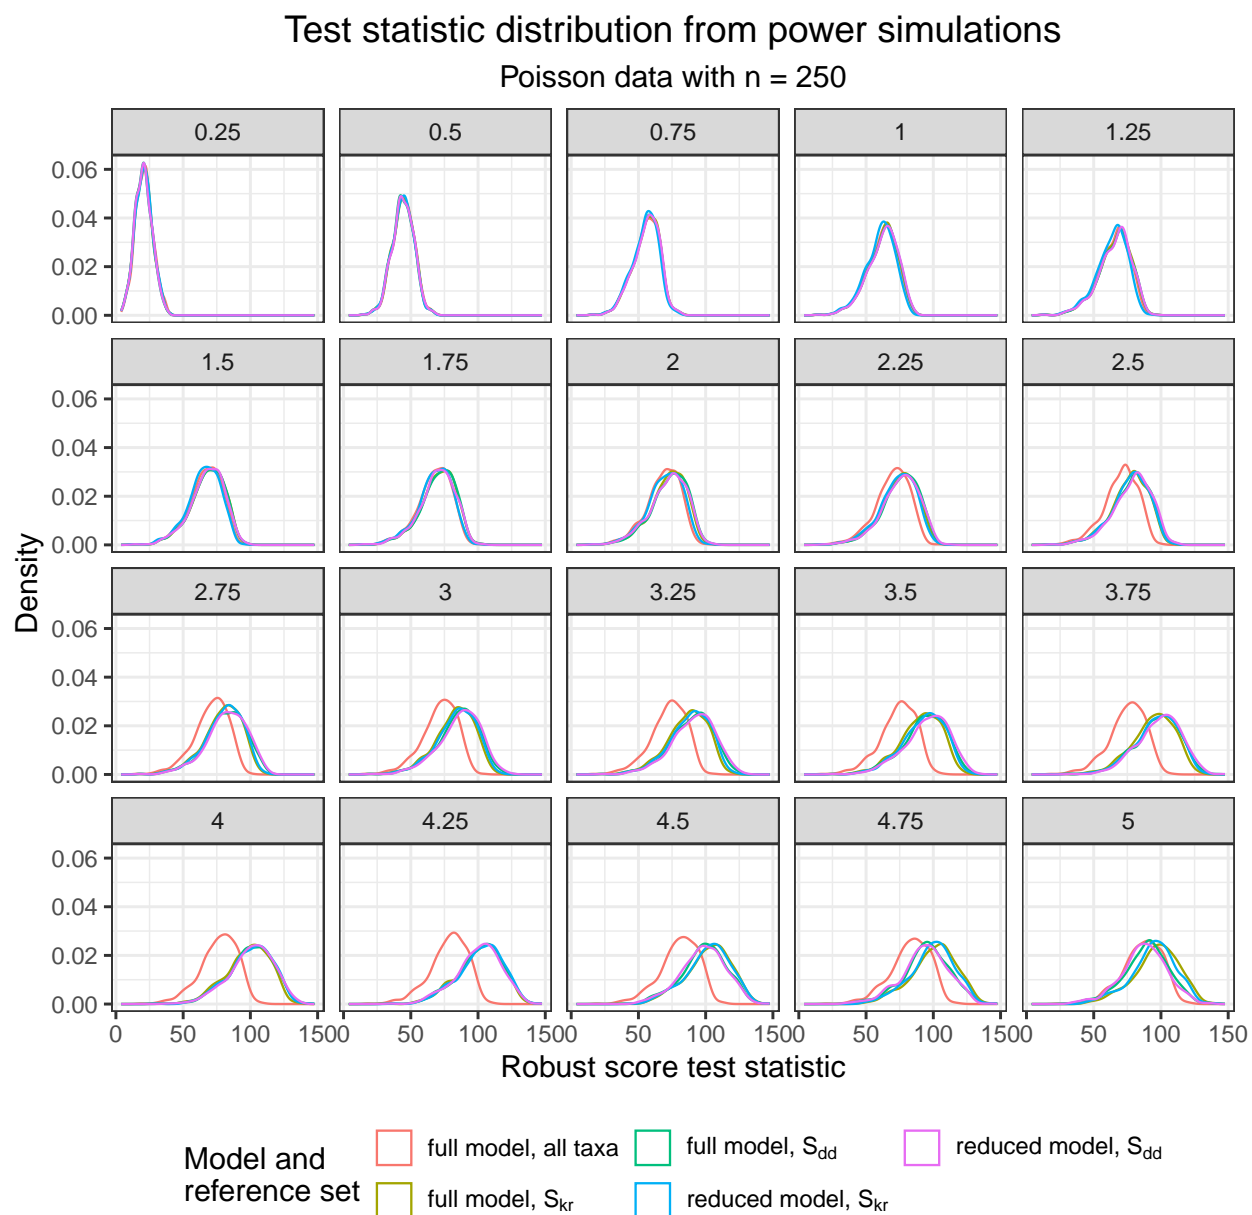 Test statistic distribution from power simulations
Poisson data with n = 250
0.25 0.5 0.75 1 1.25
0.06
0.04
0.02
0.00
1.5 1.75 2 2.25 2.5
0.06
0.04
0.02
0.00
Density
2.75 3 3.25 3.5 3.75
0.06
0.04
0.02
0.00
4 4.25 4.5 4.75 5
0.06
0.04
0.02
0.00
0 50 100 150 0 50 100 150 0 50 100 150 0 50 100 150 0 50 100 150
Robust score test statistic
Model and reference set
full model, all taxa
full model, Skr
full model, Sdd
reduced model, Skr
reduced model, Sdd